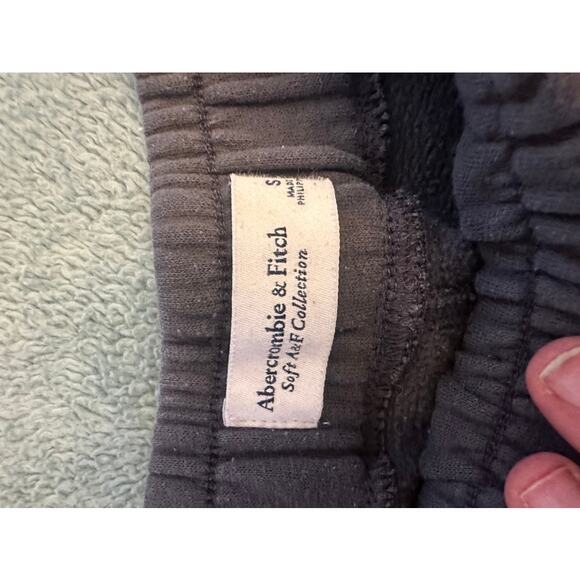 Abercrombie & Fitch
Soft A&F Collection
S